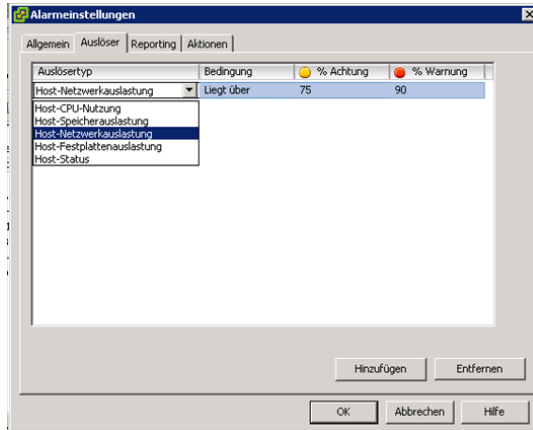 Alarmeinstellungen
Allgemein Auslöser Reporting Aktionen
Auslösertyp Bedingung % Achtung % Warnung
Host-Netzwerkauslastung Liegt über 75 90
Host-CPU-Nutzung
Host-Speicherauslastung
Host-Netzwerkauslastung
Host-Festplattenauslastung
Host-Status
Hinzufügen Entfernen
OK Abbrechen Hilfe